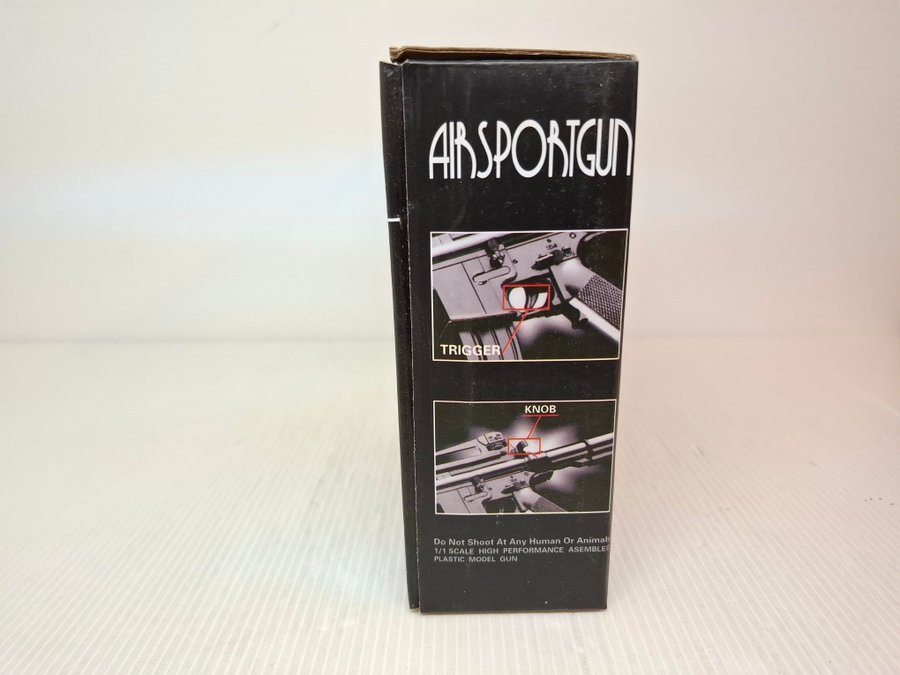 AIRSPORTGUN
TRIGGER
KNOB
Do Not Shoot At Any Human Or Animal
1/1 SCALE HIGH PERFORMANCE ASEMBLED
PLASTIC MODEL GUN